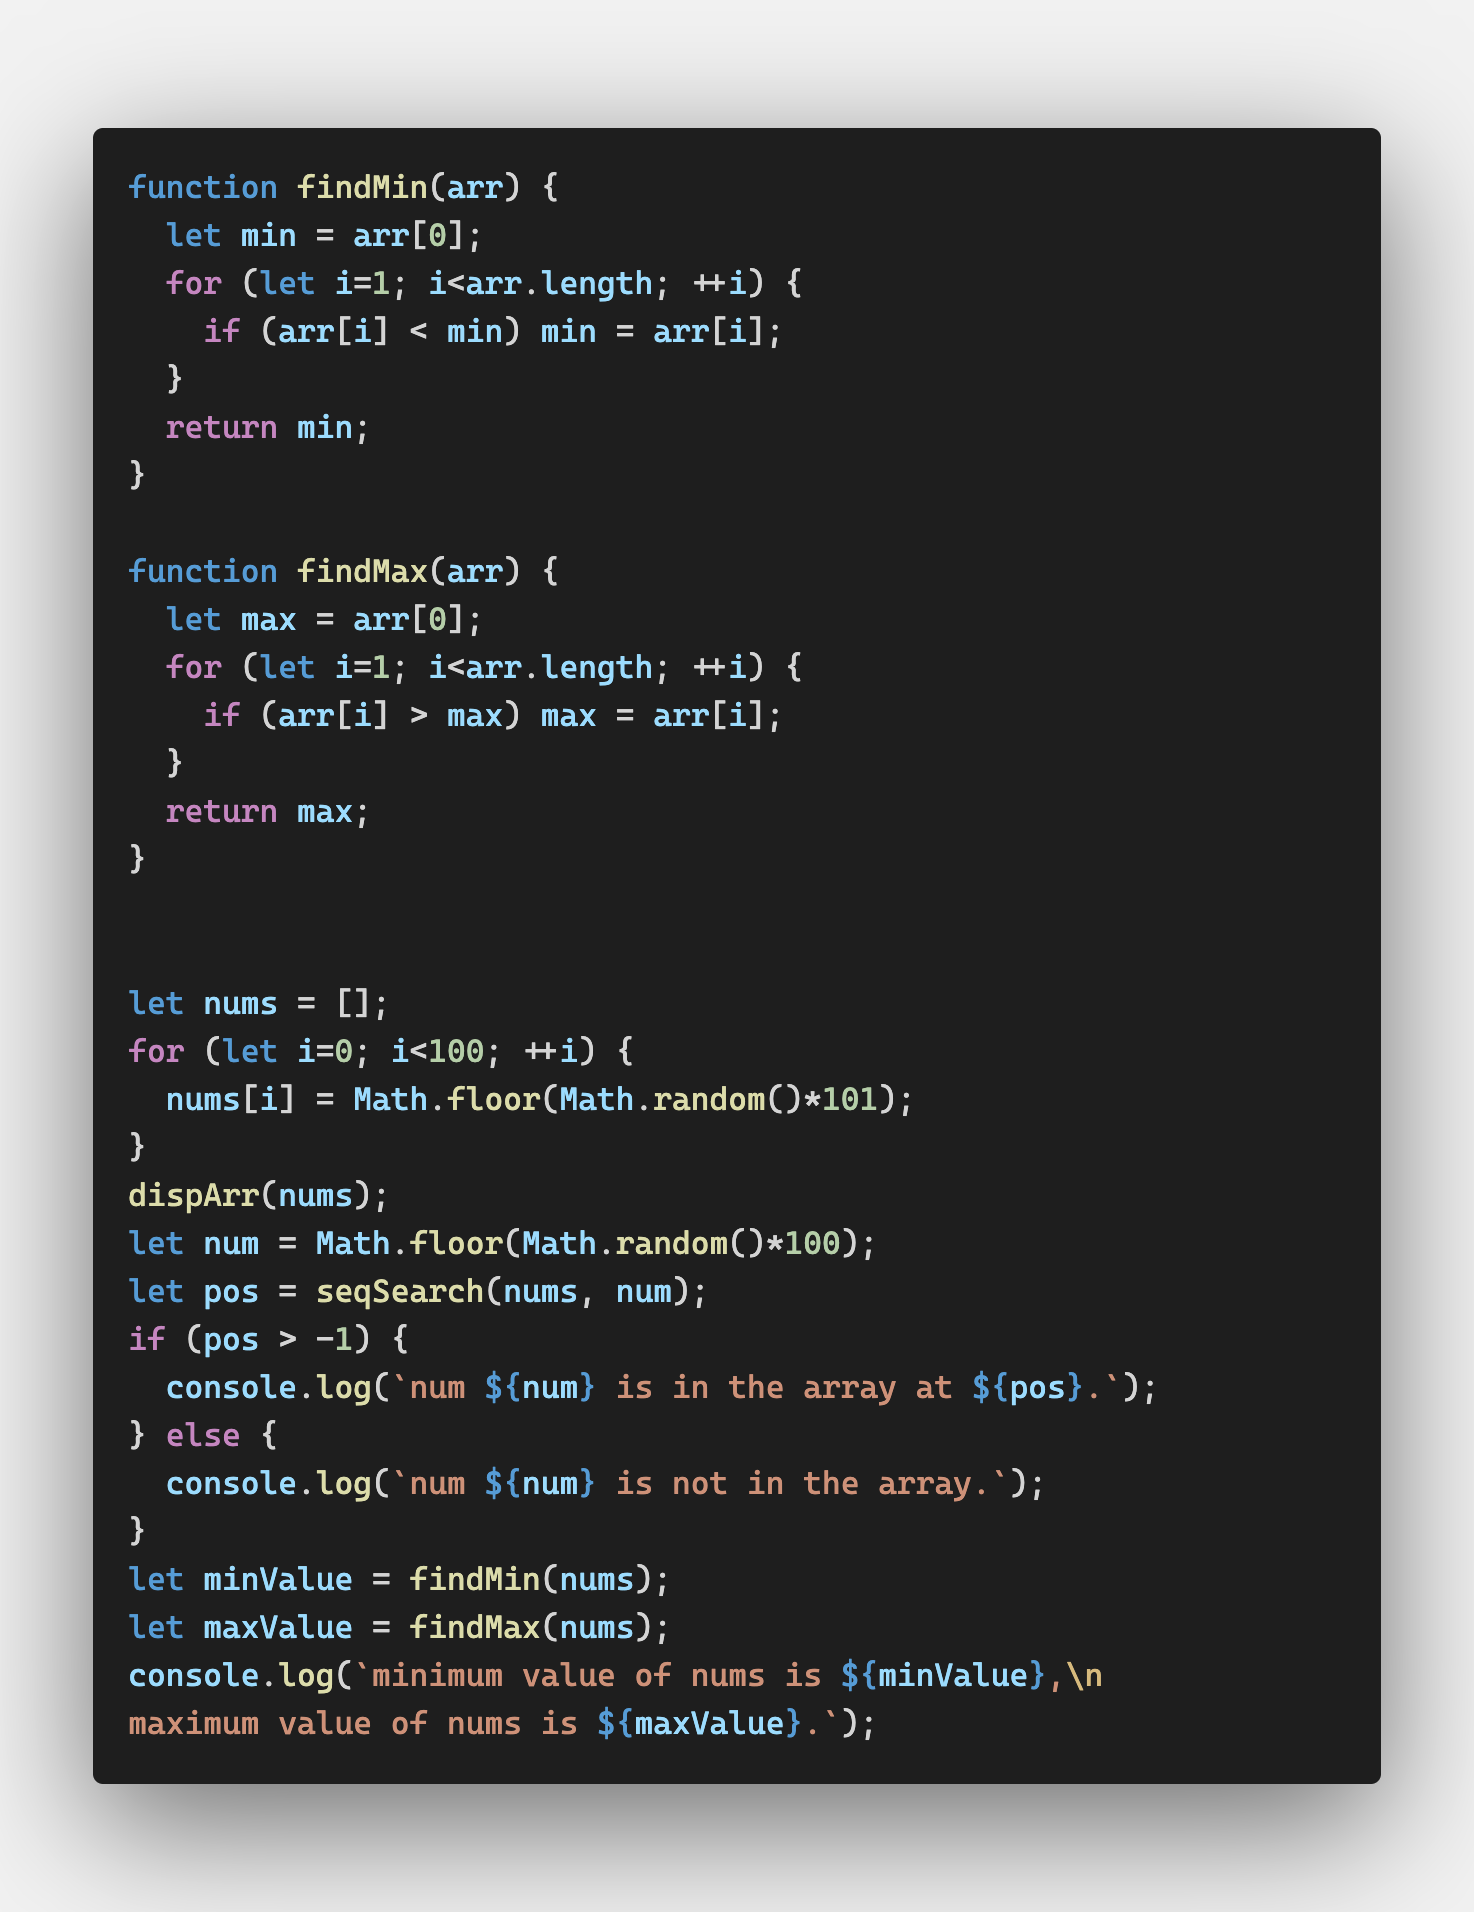 function findMin(arr) {
  let min = arr[0];
  for (let i=1; i<arr.length; ++i) {
    if (arr[i] < min) min = arr[i];
  }
  return min;
}

function findMax(arr) {
  let max = arr[0];
  for (let i=1; i<arr.length; ++i) {
    if (arr[i] > max) max = arr[i];
  }
  return max;
}


let nums = [];
for (let i=0; i<100; ++i) {
  nums[i] = Math.floor(Math.random()*101);
}
dispArr(nums);
let num = Math.floor(Math.random()*100);
let pos = seqSearch(nums, num);
if (pos > -1) {
  console.log(`num ${num} is in the array at ${pos}.`);
} else {
  console.log(`num ${num} is not in the array.`);
}
let minValue = findMin(nums);
let maxValue = findMax(nums);
console.log(`minimum value of nums is ${minValue},\n
maximum value of nums is ${maxValue}.`);